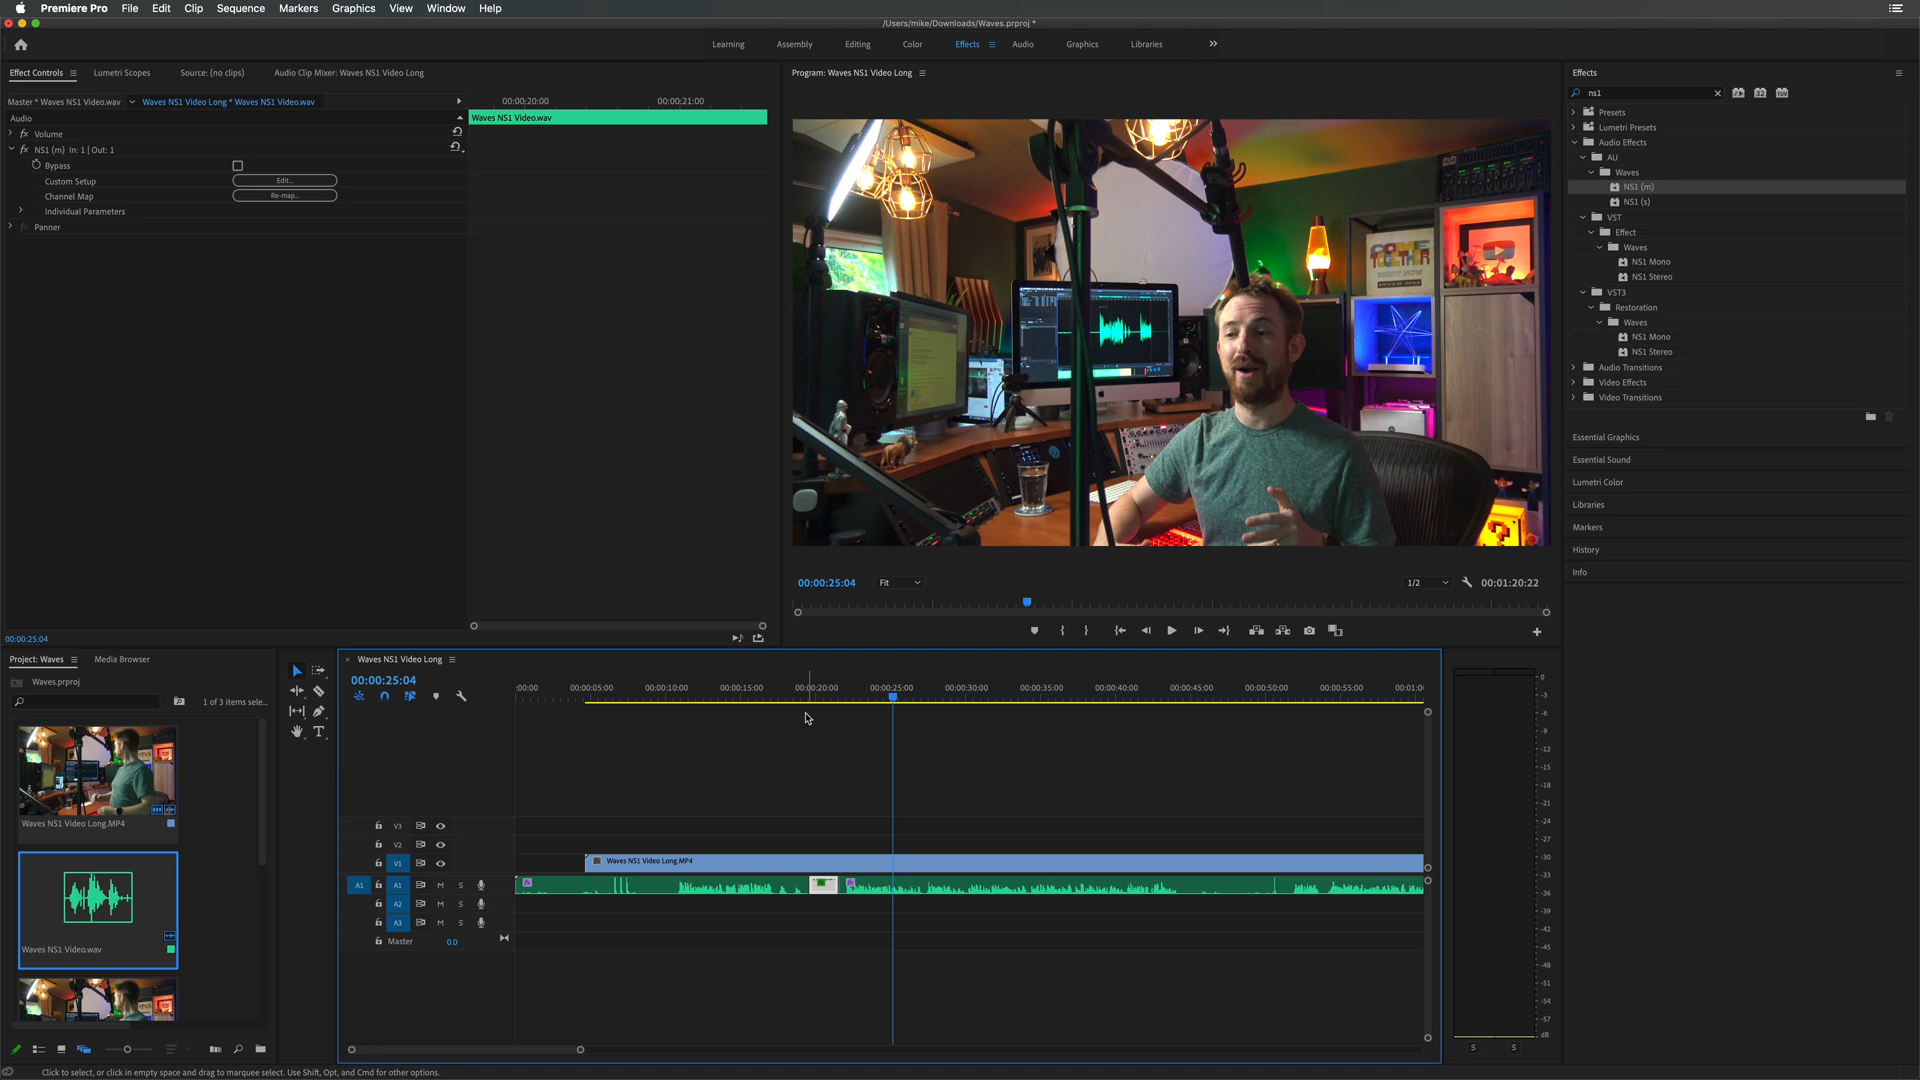 Premiere Pro File Edit Clip Sequence Markers Graphics View Window Help
/Users/mike/Downloads/Waves.prproj *
Learning Assembly Editing Color Effects Audio Graphics Libraries
Effect Controls Lumetri Scopes Source: (no clips) Audio Clip Mixer: Waves NS1 Video Long
Master * Waves NS1 Video.wav Waves NS1 Video Long * Waves NS1 Video.wav
00:00:20:00 00:00:21:00
Audio
Waves NS1 Video.wav
fx Volume
fx NS1 (m) In: 1 | Out: 1
Bypass
Custom Setup Edit...
Channel Map Re-map...
Individual Parameters
fx Panner
00:00:25:04
Program: Waves NS1 Video Long
COME
TOGETHER
RIGHT NOW
00:00:25:04 Fit 1/2 00:01:20:22
Effects
ns1
Presets
Lumetri Presets
Audio Effects
AU
Waves
NS1 (m)
NS1 (s)
VST
Effect
Waves
NS1 Mono
NS1 Stereo
VST3
Restoration
Waves
NS1 Mono
NS1 Stereo
Audio Transitions
Video Effects
Video Transitions
Essential Graphics
Essential Sound
Lumetri Color
Libraries
Markers
History
Info
Project: Waves Media Browser
Waves.prproj
1 of 3 items sele...
Waves NS1 Video Long.MP4
Waves NS1 Video.wav
Waves NS1 Video Long
00:00:25:04
:00:00 00:00:05:00 00:00:10:00 00:00:15:00 00:00:20:00 00:00:25:00 00:00:30:00 00:00:35:00 00:00:40:00 00:00:45:00 00:00:50:00 00:00:55:00 00:01:0
V3
V2
V1 Waves NS1 Video Long.MP4
A1 A1 M S
A2 M S
A3 M S
Master 0.0
0
-3
-6
-9
-12
-15
-18
-21
-24
-27
-30
-33
-36
-39
-42
-45
-48
-51
-54
-57
dB
S S
Click to select, or click in empty space and drag to marquee select. Use Shift, Opt, and Cmd for other options.